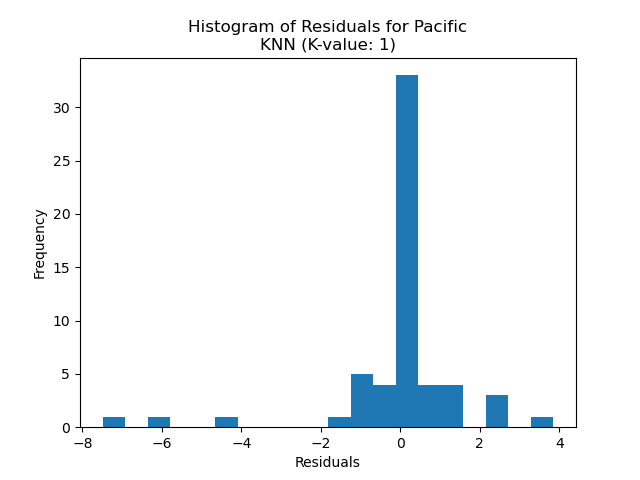 Histogram of Residuals for Pacific
KNN (K-value: 1)
30
25
20
15
10
5
0
Frequency
−8 −6 −4 −2 0 2 4
Residuals